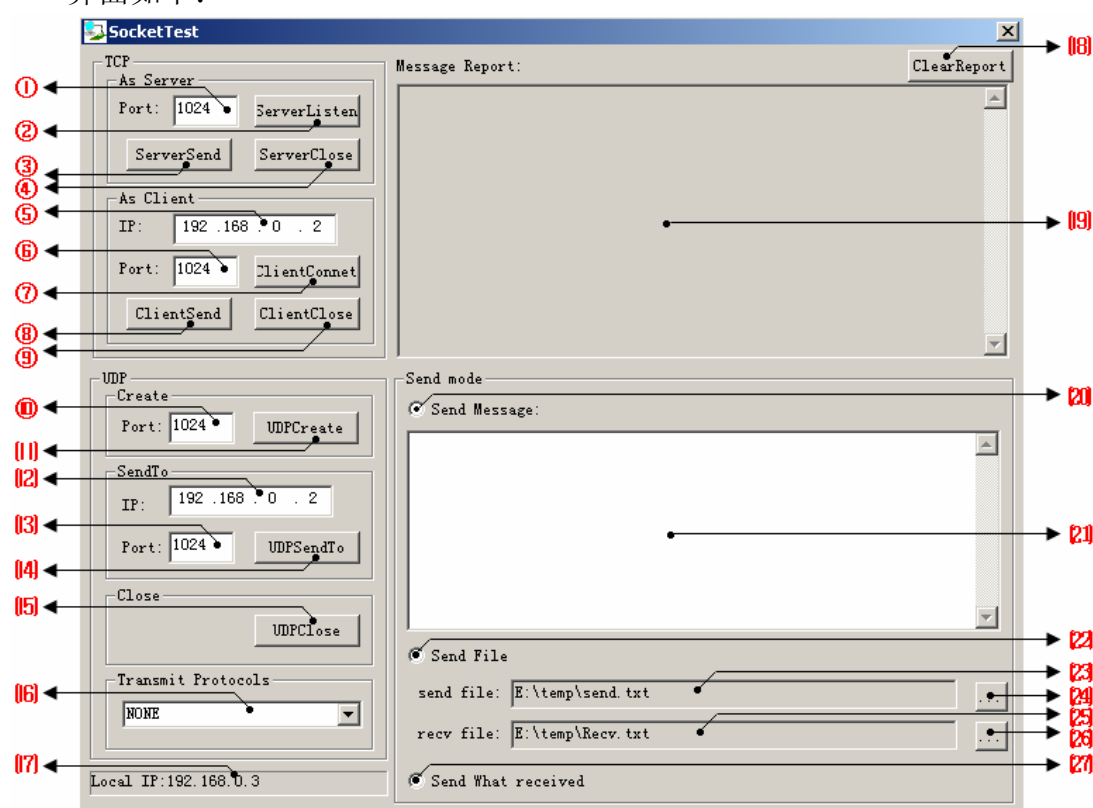 SocketTest
TCP
As Server
Port: 1024
ServerListen
ServerSend
ServerClose
As Client
IP: 192 .168 . 0 . 2
Port: 1024
ClientConnet
ClientSend
ClientClose
Message Report:
ClearReport
UDP
Create
Port: 1024
UDPCreate
SendTo
IP: 192 .168 . 0 . 2
Port: 1024
UDPSendTo
Close
UDPClose
Transmit Protocols
NONE
Local IP:192.168.0.3
Send mode
Send Message:
Send File
send file: E:\temp\send.txt
...
recv file: E:\temp\Recv.txt
...
Send What received
①
②
③
④
⑤
⑥
⑦
⑧
⑨
⑩
(11)
(12)
(13)
(14)
(15)
(16)
(17)
(18)
(19)
(20)
(21)
(22)
(23)
(24)
(25)
(26)
(27)